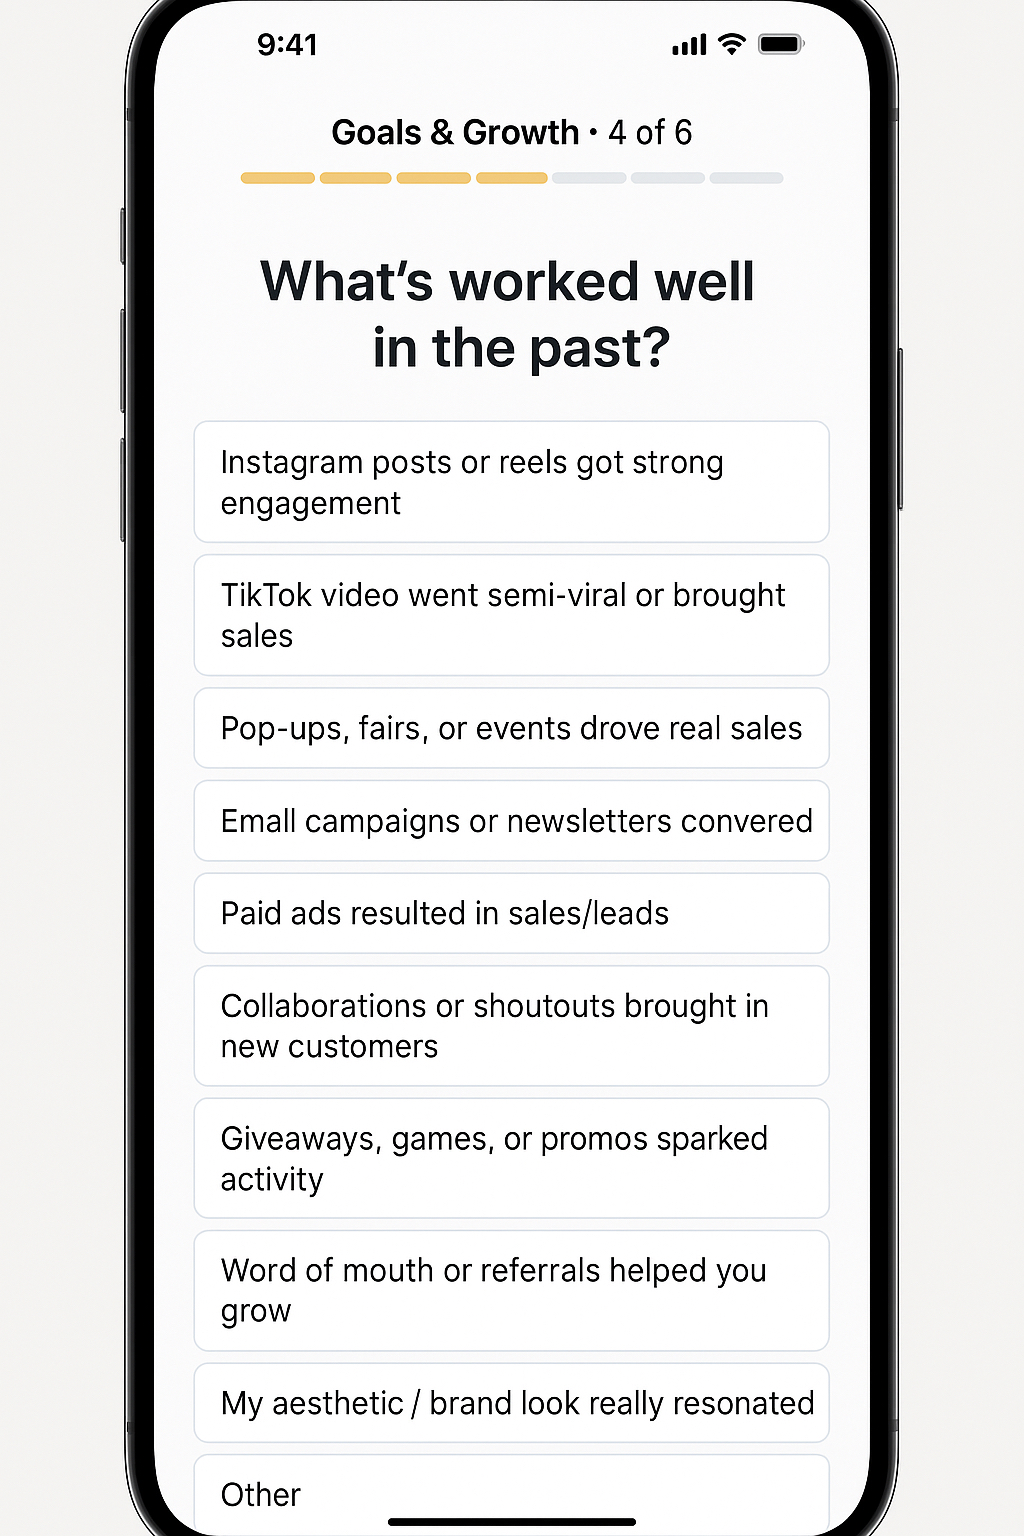 9:41
Goals & Growth • 4 of 6
What's worked well
in the past?
Instagram posts or reels got strong
engagement
TikTok video went semi-viral or brought
sales
Pop-ups, fairs, or events drove real sales
Emall campaigns or newsletters convered
Paid ads resulted in sales/leads
Collaborations or shoutouts brought in
new customers
Giveaways, games, or promos sparked
activity
Word of mouth or referrals helped you
grow
My aesthetic / brand look really resonated
Other